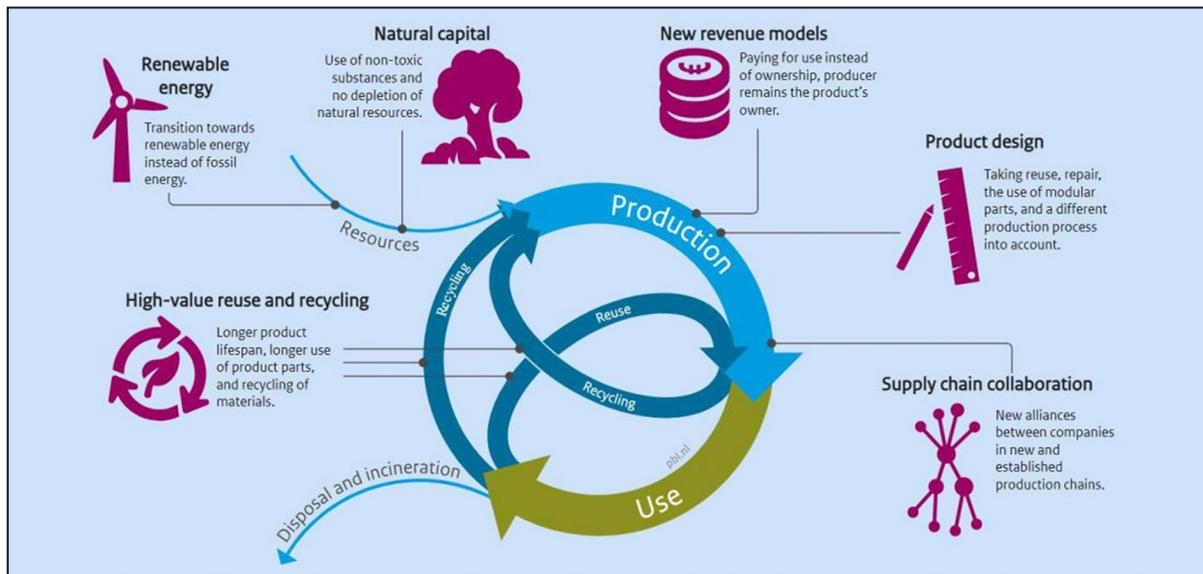 Renewable
energy
Transition towards
renewable energy
instead of fossil
energy.
Natural capital
Use of non-toxic
substances and
no depletion of
natural resources.
New revenue models
Paying for use instead
of ownership, producer
remains the product's
owner.
Product design
Taking reuse, repair,
the use of modular
parts, and a different
production process
into account.
Resources
Production
Recycling
Reuse
Recycling
High-value reuse and recycling
Longer product
lifespan, longer use
of product parts,
and recycling of
materials.
Supply chain collaboration
New alliances
between companies
in new and
established
production chains.
Disposal and incineration
Use
pbl.nl